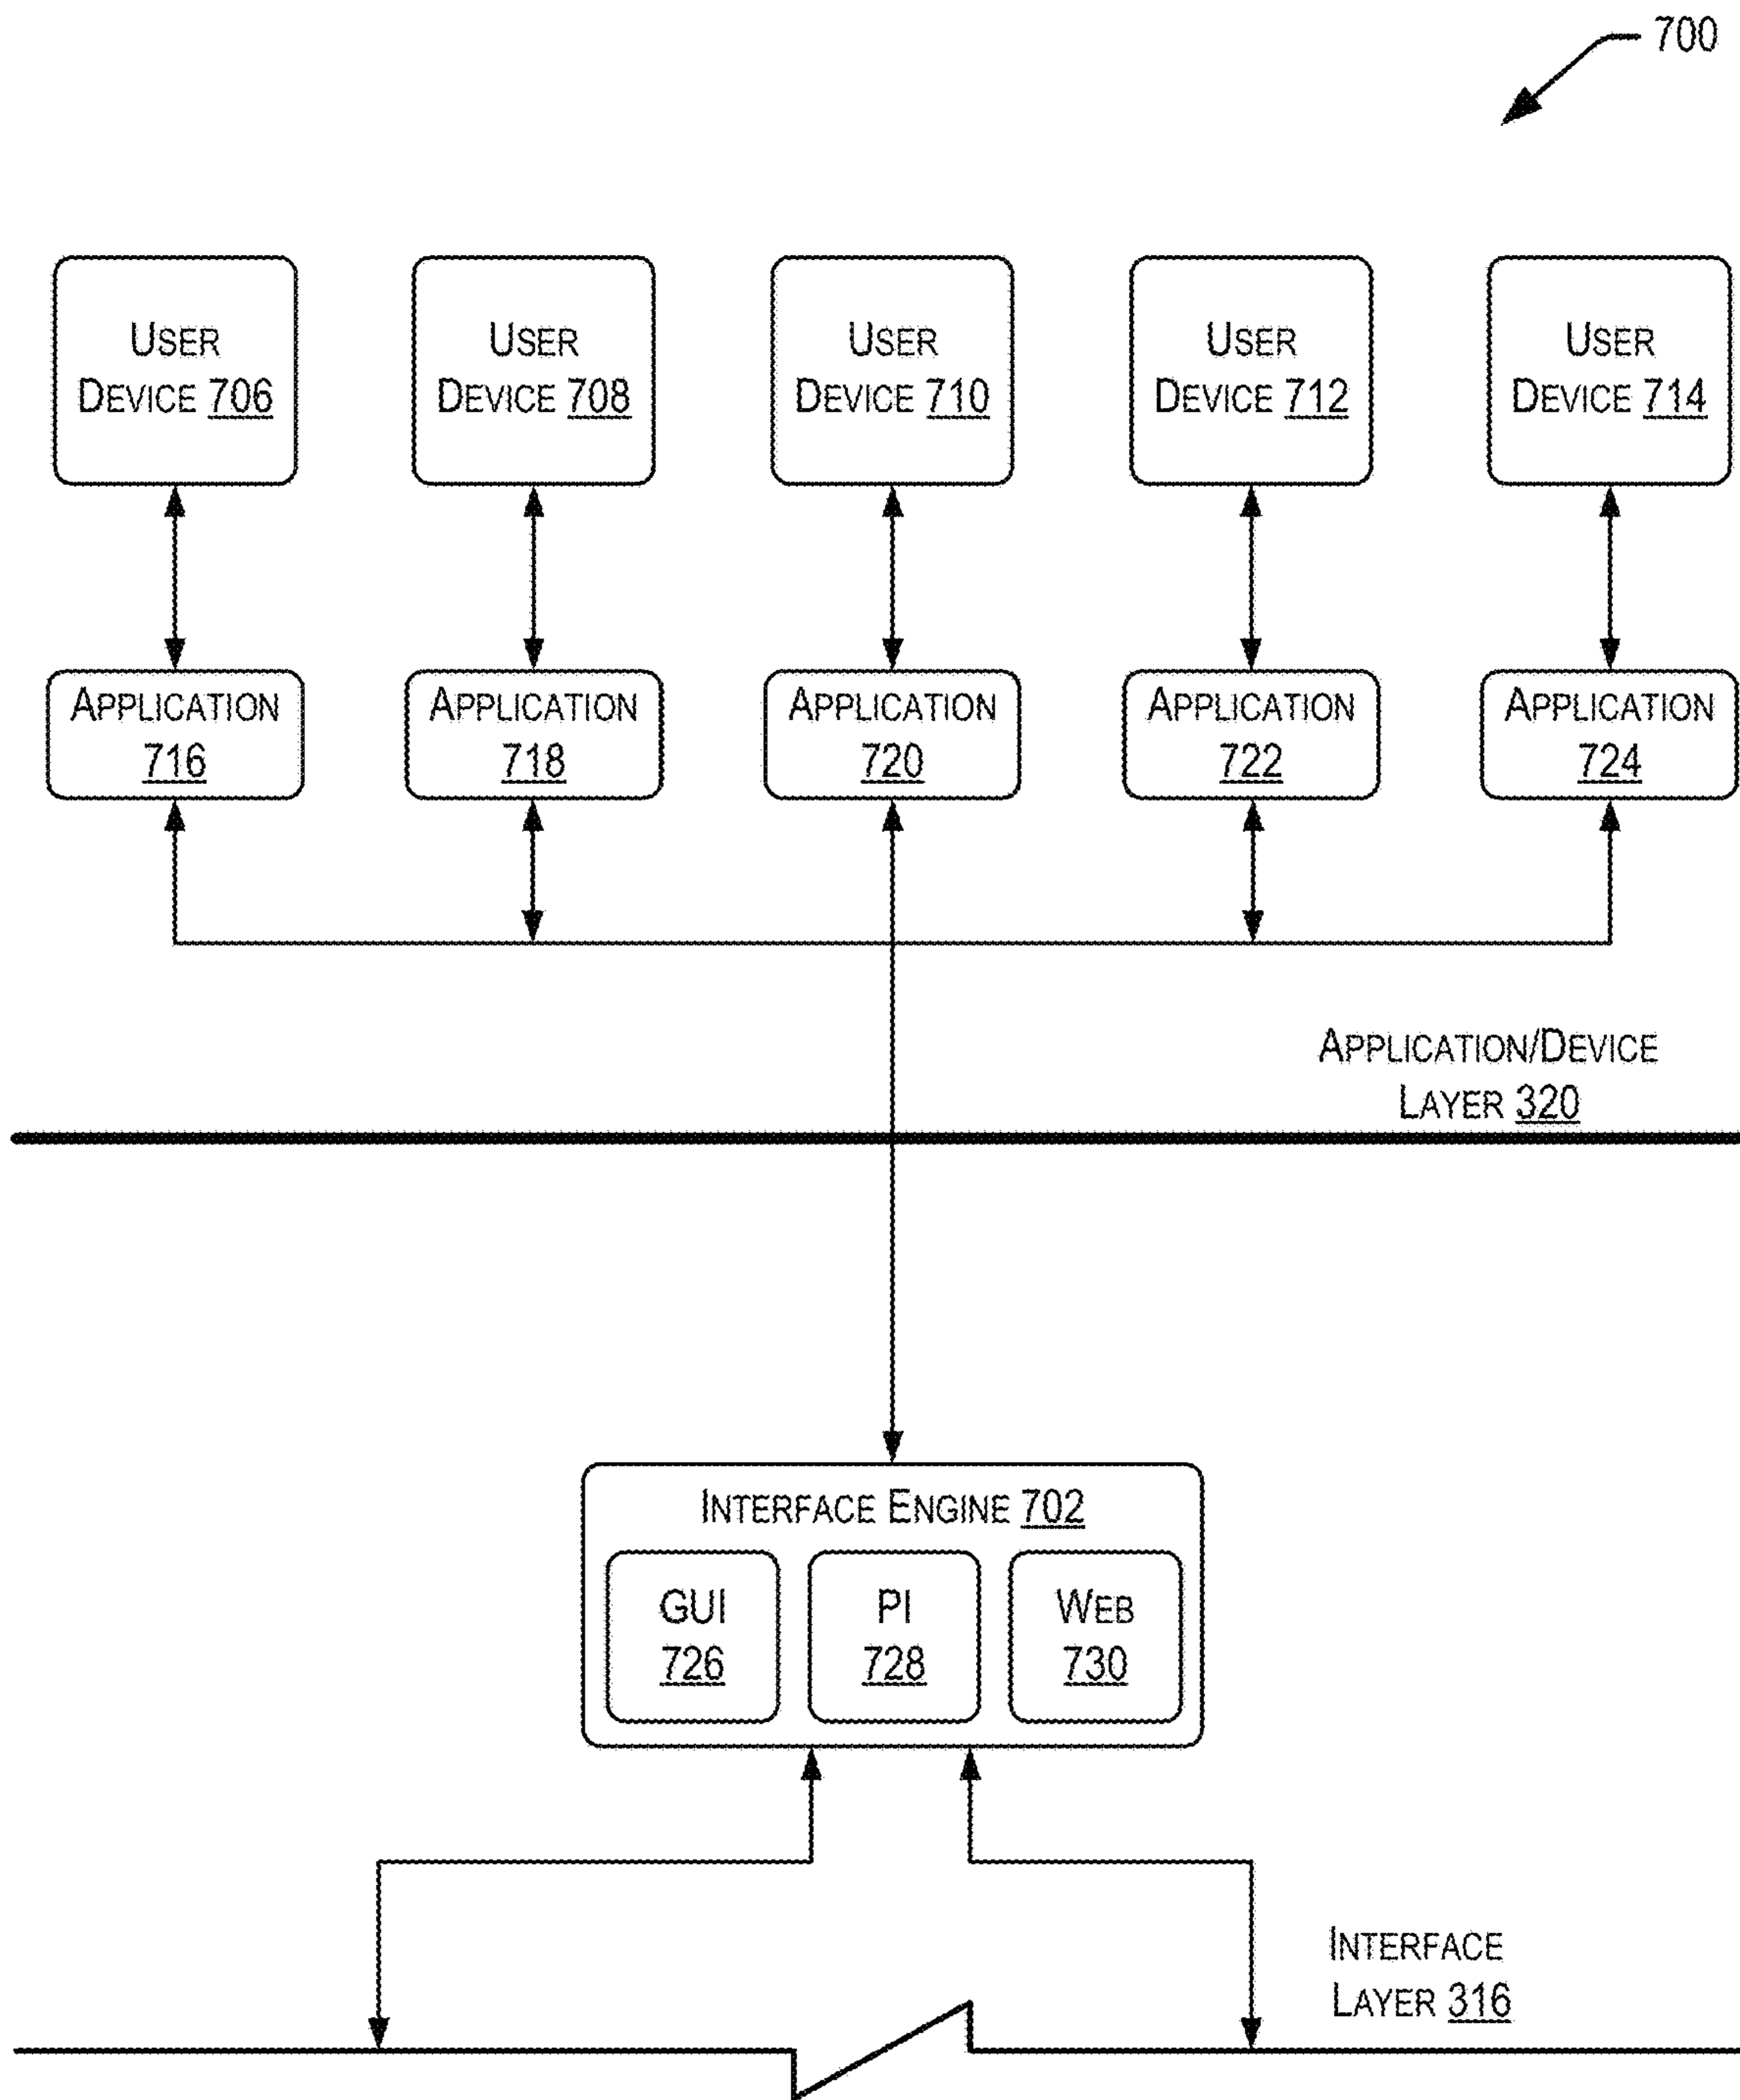 700
USER
DEVICE 706
USER
DEVICE 708
USER
DEVICE 710
USER
DEVICE 712
USER
DEVICE 714
APPLICATION
716
APPLICATION
718
APPLICATION
720
APPLICATION
722
APPLICATION
724
APPLICATION/DEVICE
LAYER 320
INTERFACE ENGINE 702
GUI
726
PI
728
WEB
730
INTERFACE
LAYER 316